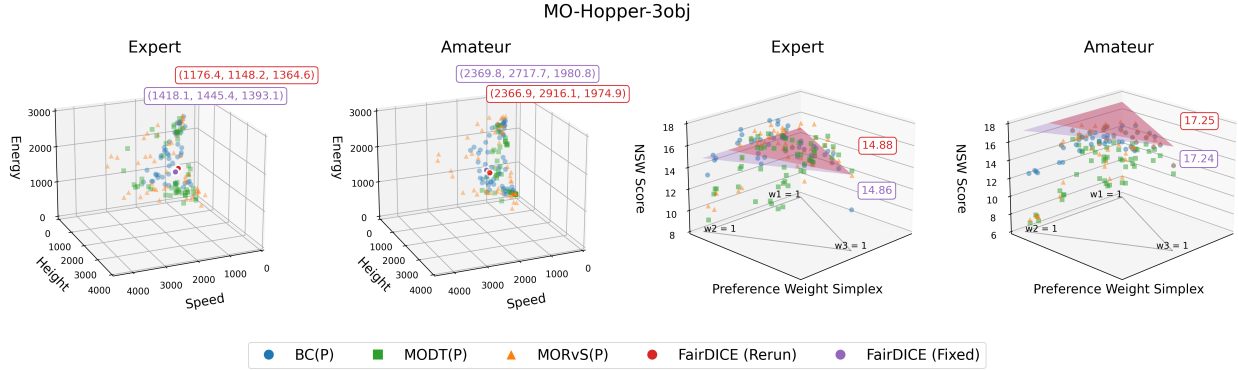 MO-Hopper-3obj
Expert
(1176.4, 1148.2, 1364.6)
(1418.1, 1445.4, 1393.1)
3000
2000
1000
0
Energy
0
1000
2000
3000
4000
Height
4000
3000
2000
1000
0
Speed
Amateur
(2369.8, 2717.7, 1980.8)
(2366.9, 2916.1, 1974.9)
3000
2000
1000
0
Energy
0
1000
2000
3000
4000
Height
4000
3000
2000
1000
0
Speed
Expert
NSW Score
18
16
14
12
10
8
14.88
14.86
w1 = 1
w2 = 1
w3 = 1
Preference Weight Simplex
Amateur
NSW Score
18
16
14
12
10
8
6
17.25
17.24
w1 = 1
w2 = 1
w3 = 1
Preference Weight Simplex
BC(P)
MODT(P)
MORvS(P)
FairDICE (Rerun)
FairDICE (Fixed)